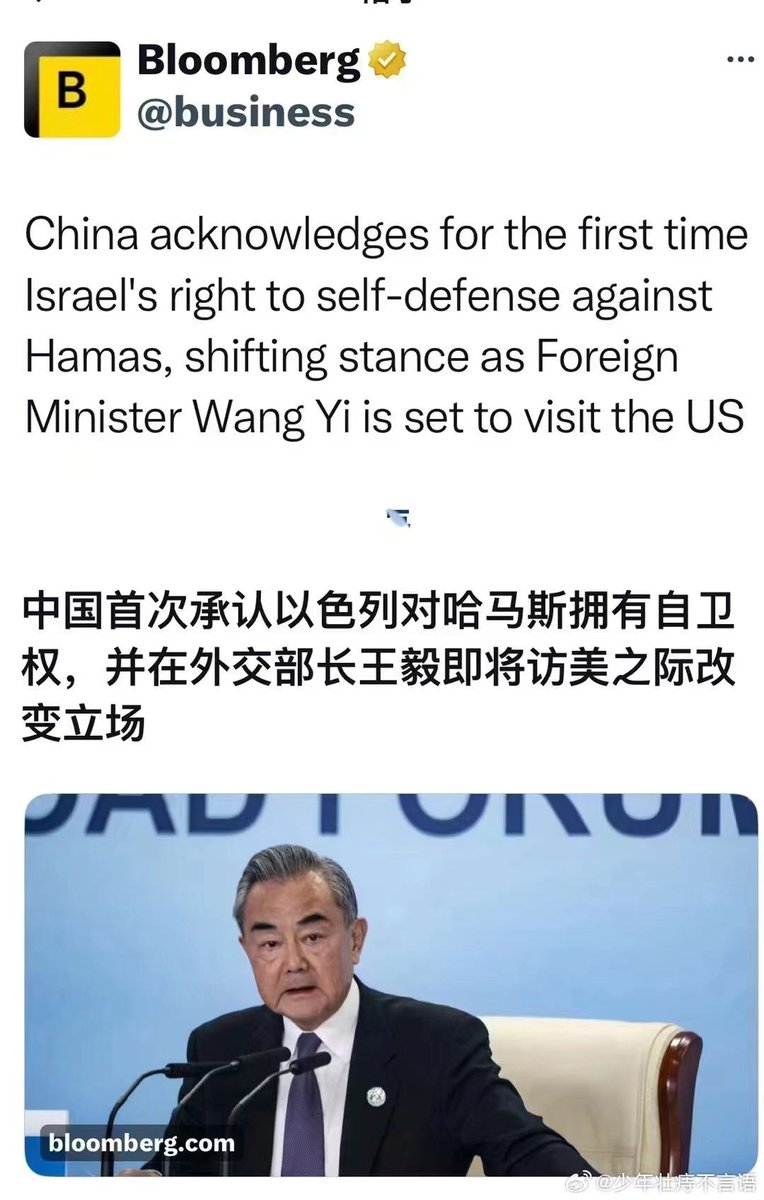 Bloomberg
@business
China acknowledges for the first time
Israel's right to self-defense against
Hamas, shifting stance as Foreign
Minister Wang Yi is set to visit the US
中国首次承认以色列对哈马斯拥有自卫
权，并在外交部长王毅即将访美之际改
变立场
OAD FORUM
bloomberg.com
@少年壮痔不言语